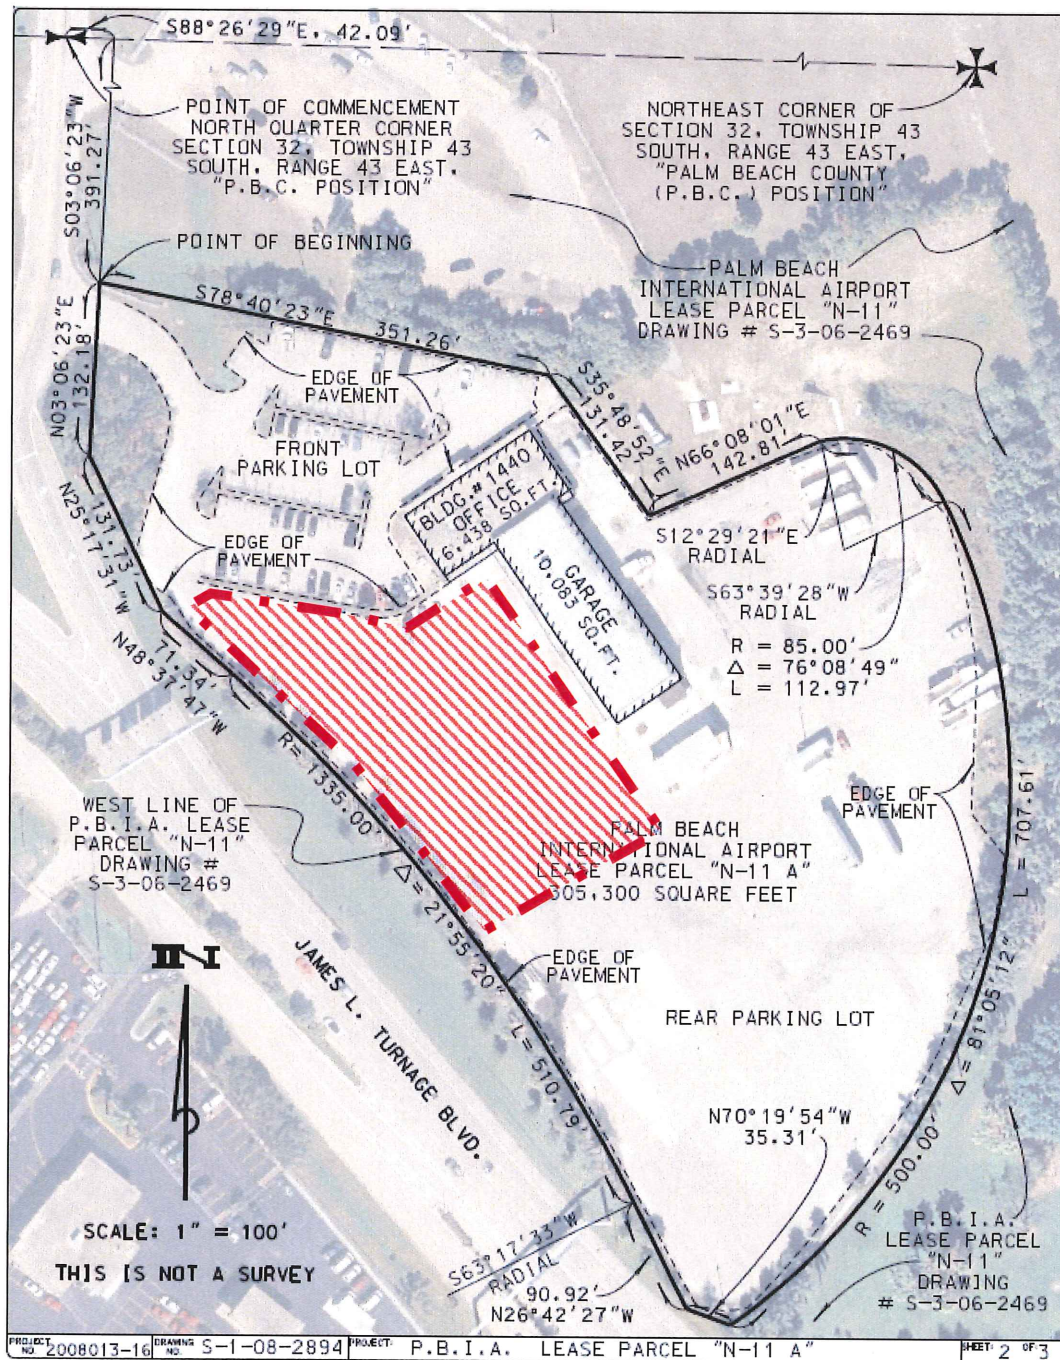 S88°26'29"E, 42.09'
POINT OF COMMENCEMENT
NORTH QUARTER CORNER
SECTION 32, TOWNSHIP 43
SOUTH, RANGE 43 EAST,
"P.B.C. POSITION"
NORTHEAST CORNER OF
SECTION 32, TOWNSHIP 43
SOUTH, RANGE 43 EAST,
"PALM BEACH COUNTY
(P.B.C.) POSITION"
S03°06'23"W
391.27'
POINT OF BEGINNING
PALM BEACH
INTERNATIONAL AIRPORT
LEASE PARCEL "N-11"
DRAWING # S-3-06-2469
S78°40'23"E 351.26'
N03°06'23"E
132.18'
EDGE OF
PAVEMENT
S35°48'52"E
131.42'
N66°08'01"E
142.81'
FRONT
PARKING LOT
BLDG.# 1440
OFFICE
6,438 SQ.FT.
N25°17'31"W
131.73'
EDGE OF
PAVEMENT
GARAGE
10,083 SQ.FT.
S12°29'21"E
RADIAL
S63°39'28"W
RADIAL
R = 85.00'
Δ = 76°08'49"
L = 112.97'
N48°37'47"W
71.34'
R= 1335.00'
Δ= 21°55'20"
L= 510.79'
WEST LINE OF
P.B.I.A. LEASE
PARCEL "N-11"
DRAWING #
S-3-06-2469
EDGE OF
PAVEMENT
PALM BEACH
INTERNATIONAL AIRPORT
LEASE PARCEL "N-11 A"
305,300 SQUARE FEET
L = 707.61'
Δ= 81°05'12"
R = 500.00'
N
JAMES L. TURNAGE BLVD.
EDGE OF
PAVEMENT
REAR PARKING LOT
N70°19'54"W
35.31'
SCALE: 1" = 100'
THIS IS NOT A SURVEY
S63°17'33"W
RADIAL
90.92'
N26°42'27"W
P.B.I.A.
LEASE PARCEL
"N-11"
DRAWING
# S-3-06-2469
PROJECT NO. 2008013-16 DRAWING NO. S-1-08-2894 PROJECT: P.B.I.A. LEASE PARCEL "N-11 A" SHEET: 2 OF: 3